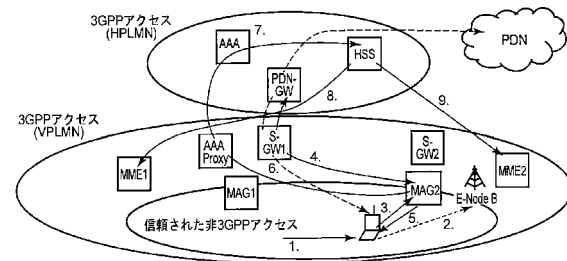 3GPPアクセス
(HPLMN)
7.
AAA
HSS
PDN
PDN-
GW
8.
9.
3GPPアクセス
(VPLMN)
AAA
Proxy
S-
GW1
4.
S-
GW2
MME1
6.
MME2
MAG1
MAG2
E-Node B
信頼された非3GPPアクセス
3.
5.
2.
1.